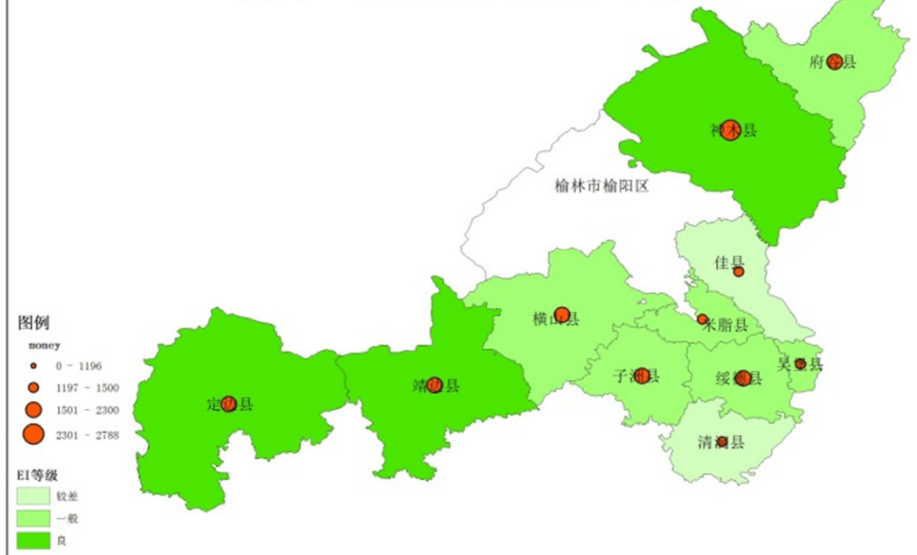 府谷县
神木县
榆林市榆阳区
佳县
横山县
米脂县
吴堡县
子洲县
绥德县
靖边县
定边县
清涧县
图例
money
0 - 1196
1197 - 1500
1501 - 2300
2301 - 2788
EI等级
较差
一般
良